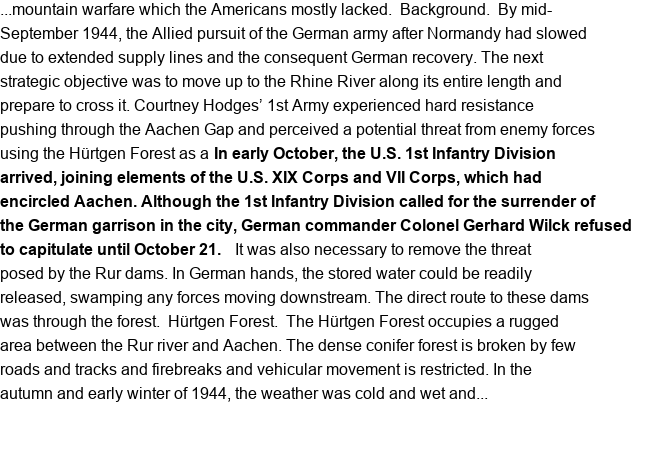 ...mountain warfare which the Americans mostly lacked.  Background.  By mid-
September 1944, the Allied pursuit of the German army after Normandy had slowed
due to extended supply lines and the consequent German recovery. The next
strategic objective was to move up to the Rhine River along its entire length and
prepare to cross it. Courtney Hodges’ 1st Army experienced hard resistance
pushing through the Aachen Gap and perceived a potential threat from enemy forces
using the Hürtgen Forest as a In early October, the U.S. 1st Infantry Division
arrived, joining elements of the U.S. XIX Corps and VII Corps, which had
encircled Aachen. Although the 1st Infantry Division called for the surrender of
the German garrison in the city, German commander Colonel Gerhard Wilck refused
to capitulate until October 21.   It was also necessary to remove the threat
posed by the Rur dams. In German hands, the stored water could be readily
released, swamping any forces moving downstream. The direct route to these dams
was through the forest.  Hürtgen Forest.  The Hürtgen Forest occupies a rugged
area between the Rur river and Aachen. The dense conifer forest is broken by few
roads and tracks and firebreaks and vehicular movement is restricted. In the
autumn and early winter of 1944, the weather was cold and wet and...